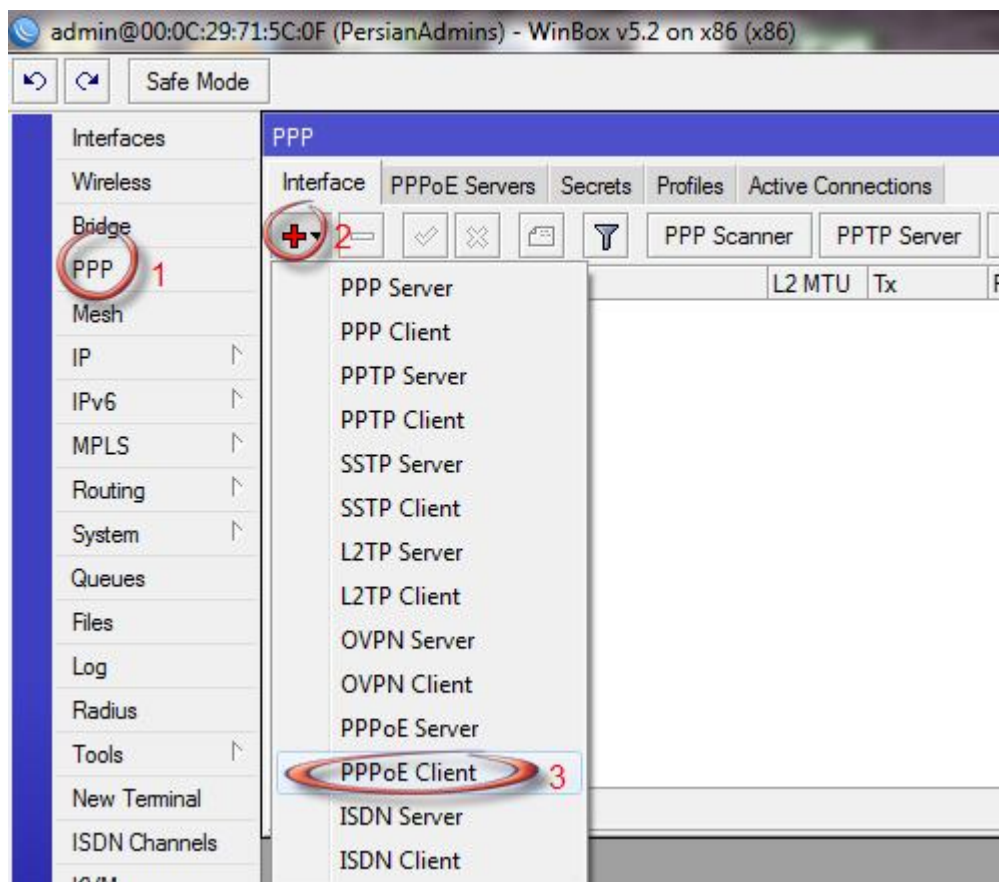 admin@00:0C:29:71:5C:0F (PersianAdmins) - WinBox v5.2 on x86 (x86)
Safe Mode
Interfaces
Wireless
Bridge
PPP 1
Mesh
IP
IPv6
MPLS
Routing
System
Queues
Files
Log
Radius
Tools
New Terminal
ISDN Channels
PPP
Interface PPPoE Servers Secrets Profiles Active Connections
2 PPP Scanner PPTP Server
L2 MTU Tx
PPP Server
PPP Client
PPTP Server
PPTP Client
SSTP Server
SSTP Client
L2TP Server
L2TP Client
OVPN Server
OVPN Client
PPPoE Server
PPPoE Client 3
ISDN Server
ISDN Client